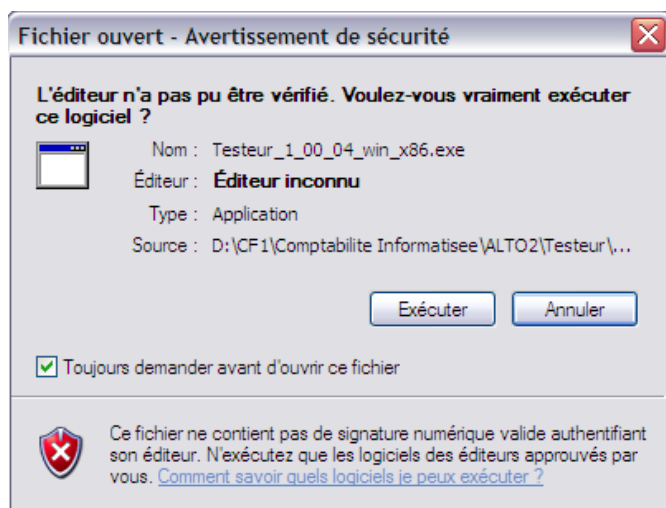 Fichier ouvert - Avertissement de sécurité
L'éditeur n'a pas pu être vérifié. Voulez-vous vraiment exécuter
ce logiciel ?
Nom : Testeur_1_00_04_win_x86.exe
Éditeur : Éditeur inconnu
Type : Application
Source : D:\CF1\Comptabilite Informatisee\ALTO2\Testeur\...
Exécuter Annuler
Toujours demander avant d'ouvrir ce fichier
Ce fichier ne contient pas de signature numérique valide authentifiant
son éditeur. N'exécutez que les logiciels des éditeurs approuvés par
vous. Comment savoir quels logiciels je peux exécuter ?